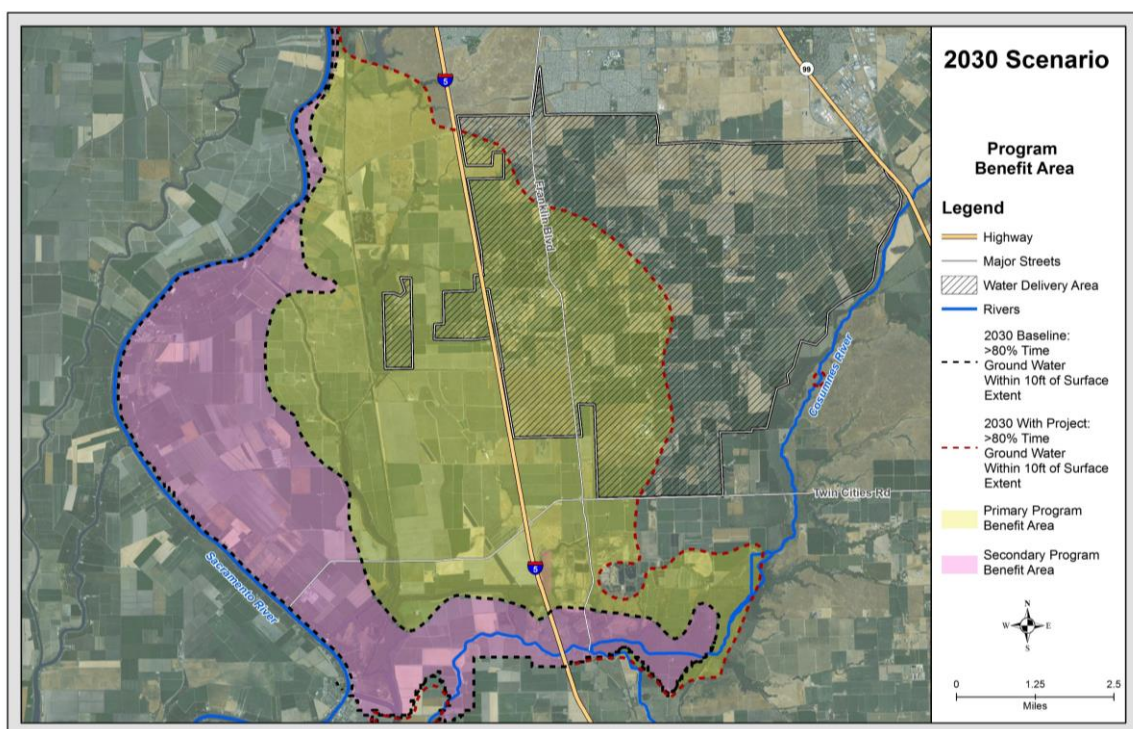 2030 Scenario
Program
Benefit Area
Legend
Highway
Major Streets
Water Delivery Area
Rivers
2030 Baseline:
>80% Time
Ground Water
Within 10ft of Surface
Extent
2030 With Project:
>80% Time
Ground Water
Within 10ft of Surface
Extent
Primary Program
Benefit Area
Secondary Program
Benefit Area
N
W E
S
0 1.25 2.5
Miles
5
99
Franklin Blvd
Cosumnes River
Twin Cities Rd
5
Sacramento River